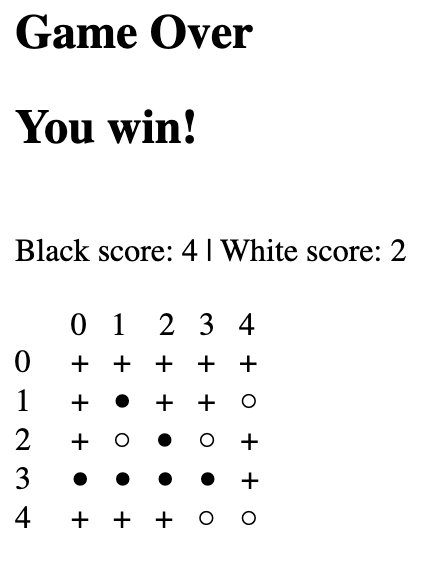 Game Over
You win!
Black score: 4 | White score: 2
0 1 2 3 4
0 + + + + +
1 + ● + + ○
2 + ○ ● ○ +
3 ● ● ● ● +
4 + + + ○ ○